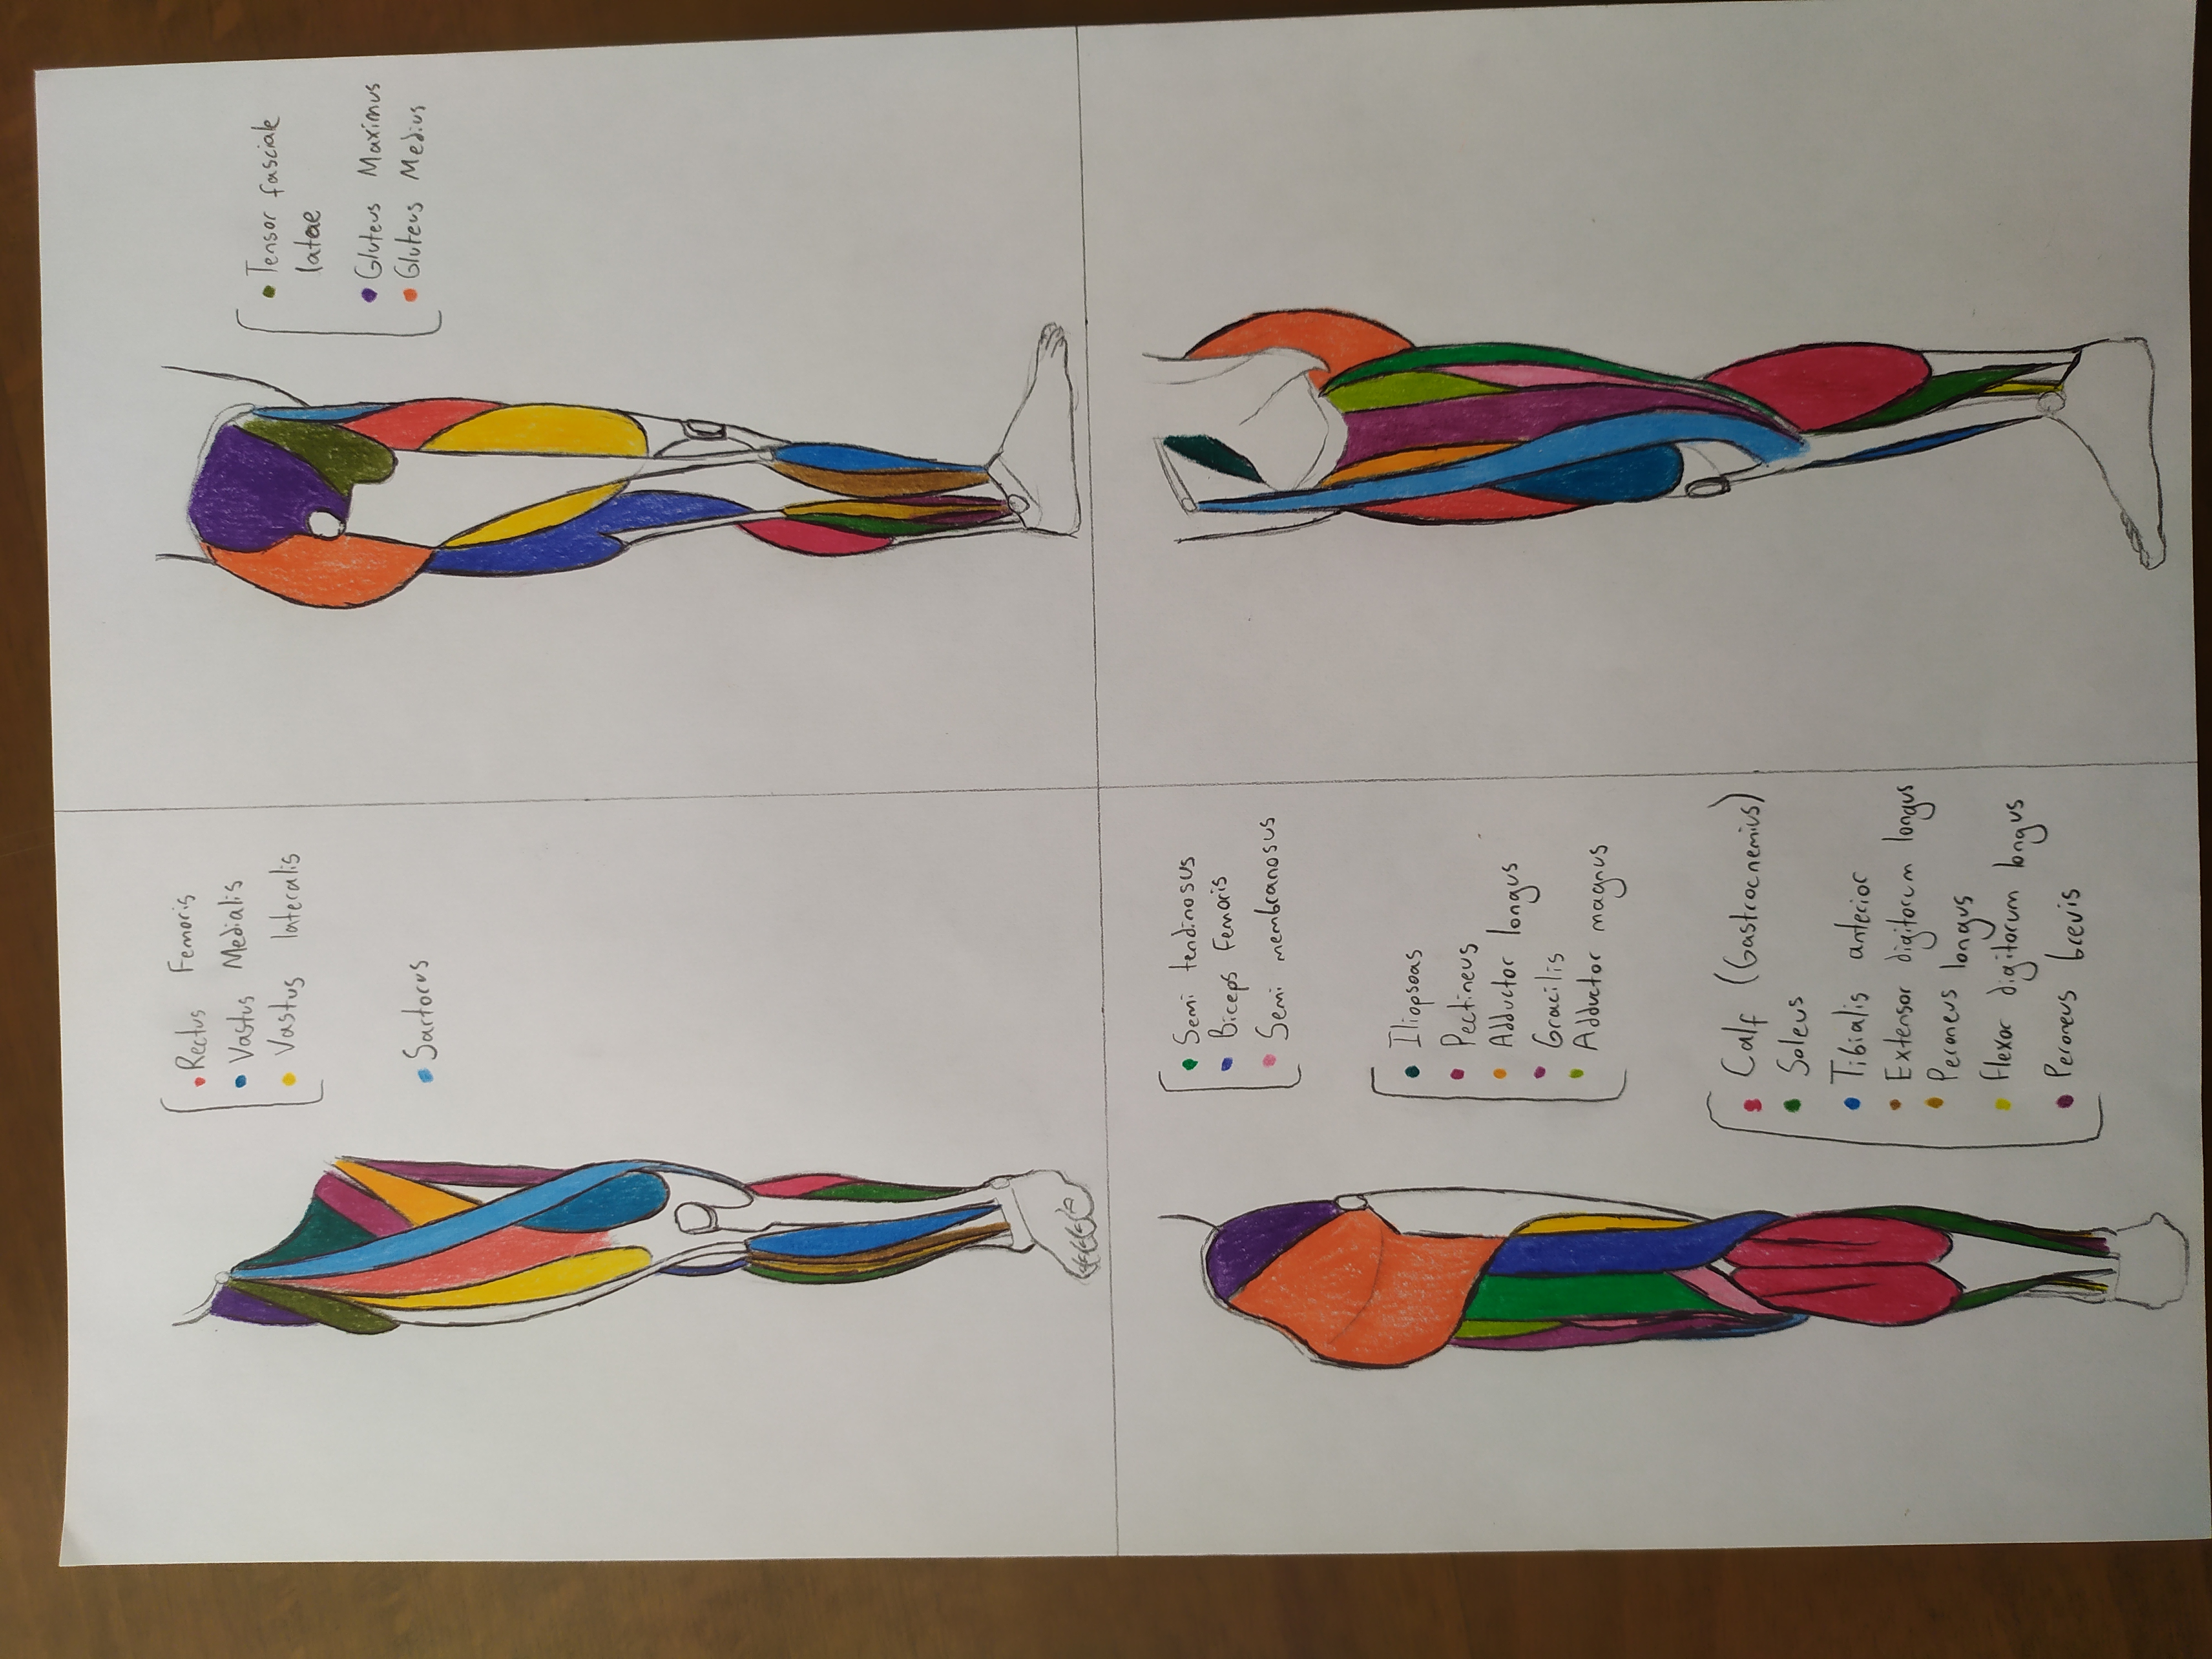 Rectus Femoris
Vastus Medialis
Vastus lateralis
Sartorus
Tensor fasciale
latae
Gluteus Maximus
Gluteus Medius
Semi tendinosus
Biceps Femoris
Semi membranosus
Iliopsoas
Pectineus
Adductor longus
Gracilis
Adductor magnus
Calf (Gastrocnemius)
Soleus
Tibialis anterior
Extensor digitorum longus
Peroneus longus
Flexor digitorum longus
Peroneus brevis